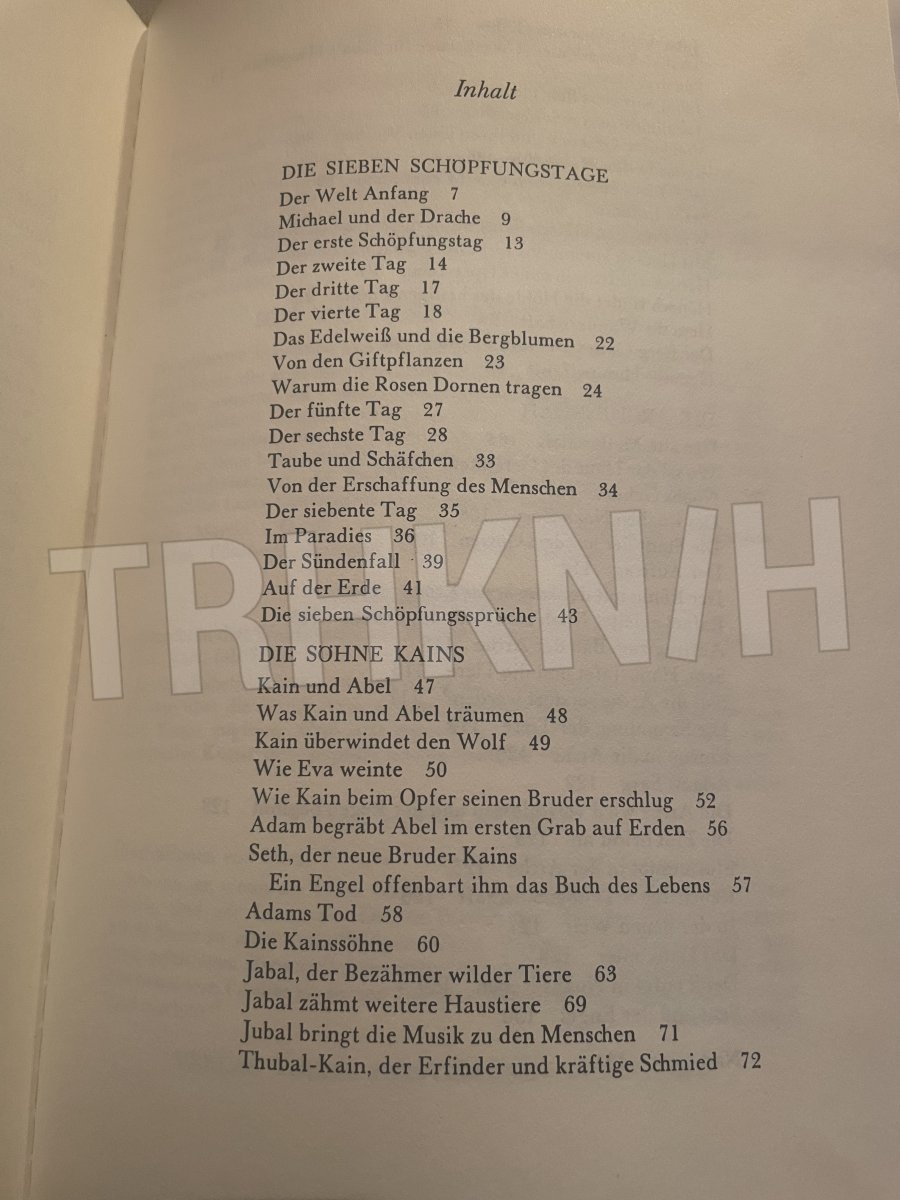 Inhalt
DIE SIEBEN SCHÖPFUNGSTAGE
Der Welt Anfang 7
Michael und der Drache 9
Der erste Schöpfungstag 13
Der zweite Tag 14
Der dritte Tag 17
Der vierte Tag 18
Das Edelweiß und die Bergblumen 22
Von den Giftpflanzen 23
Warum die Rosen Dornen tragen 24
Der fünfte Tag 27
Der sechste Tag 28
Taube und Schäfchen 33
Von der Erschaffung des Menschen 34
Der siebente Tag 35
Im Paradies 36
Der Sündenfall 39
Auf der Erde 41
Die sieben Schöpfungssprüche 43
TRHKN/H
DIE SÖHNE KAINS
Kain und Abel 47
Was Kain und Abel träumen 48
Kain überwindet den Wolf 49
Wie Eva weinte 50
Wie Kain beim Opfer seinen Bruder erschlug 52
Adam begräbt Abel im ersten Grab auf Erden 56
Seth, der neue Bruder Kains
Ein Engel offenbart ihm das Buch des Lebens 57
Adams Tod 58
Die Kainssöhne 60
Jabal, der Bezähmer wilder Tiere 63
Jabal zähmt weitere Haustiere 69
Jubal bringt die Musik zu den Menschen 71
Thubal-Kain, der Erfinder und kräftige Schmied 72